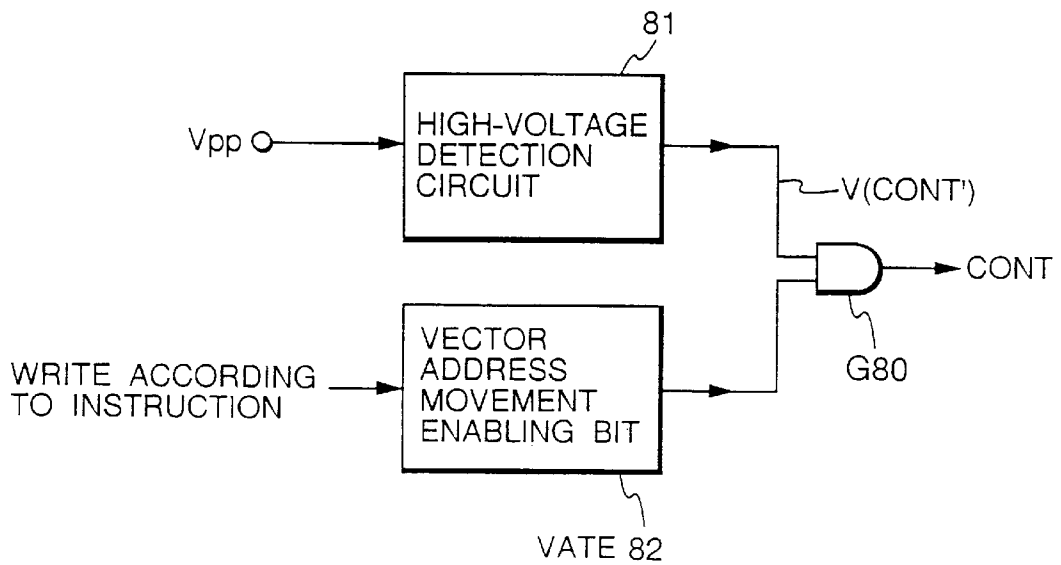 81
Vpp
HIGH-VOLTAGE
DETECTION
CIRCUIT
V(CONT')
CONT
G80
WRITE ACCORDING
TO INSTRUCTION
VECTOR
ADDRESS
MOVEMENT
ENABLING BIT
VATE 82